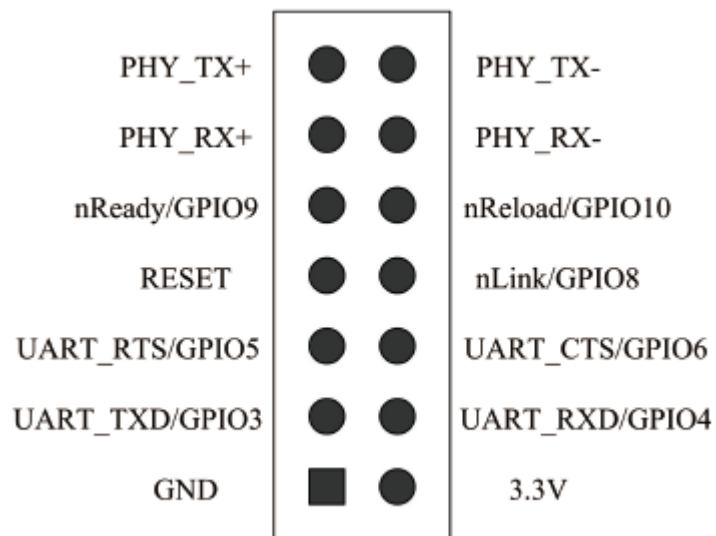 PHY_TX+ PHY_TX-
PHY_RX+ PHY_RX-
nReady/GPIO9 nReload/GPIO10
RESET nLink/GPIO8
UART_RTS/GPIO5 UART_CTS/GPIO6
UART_TXD/GPIO3 UART_RXD/GPIO4
GND 3.3V